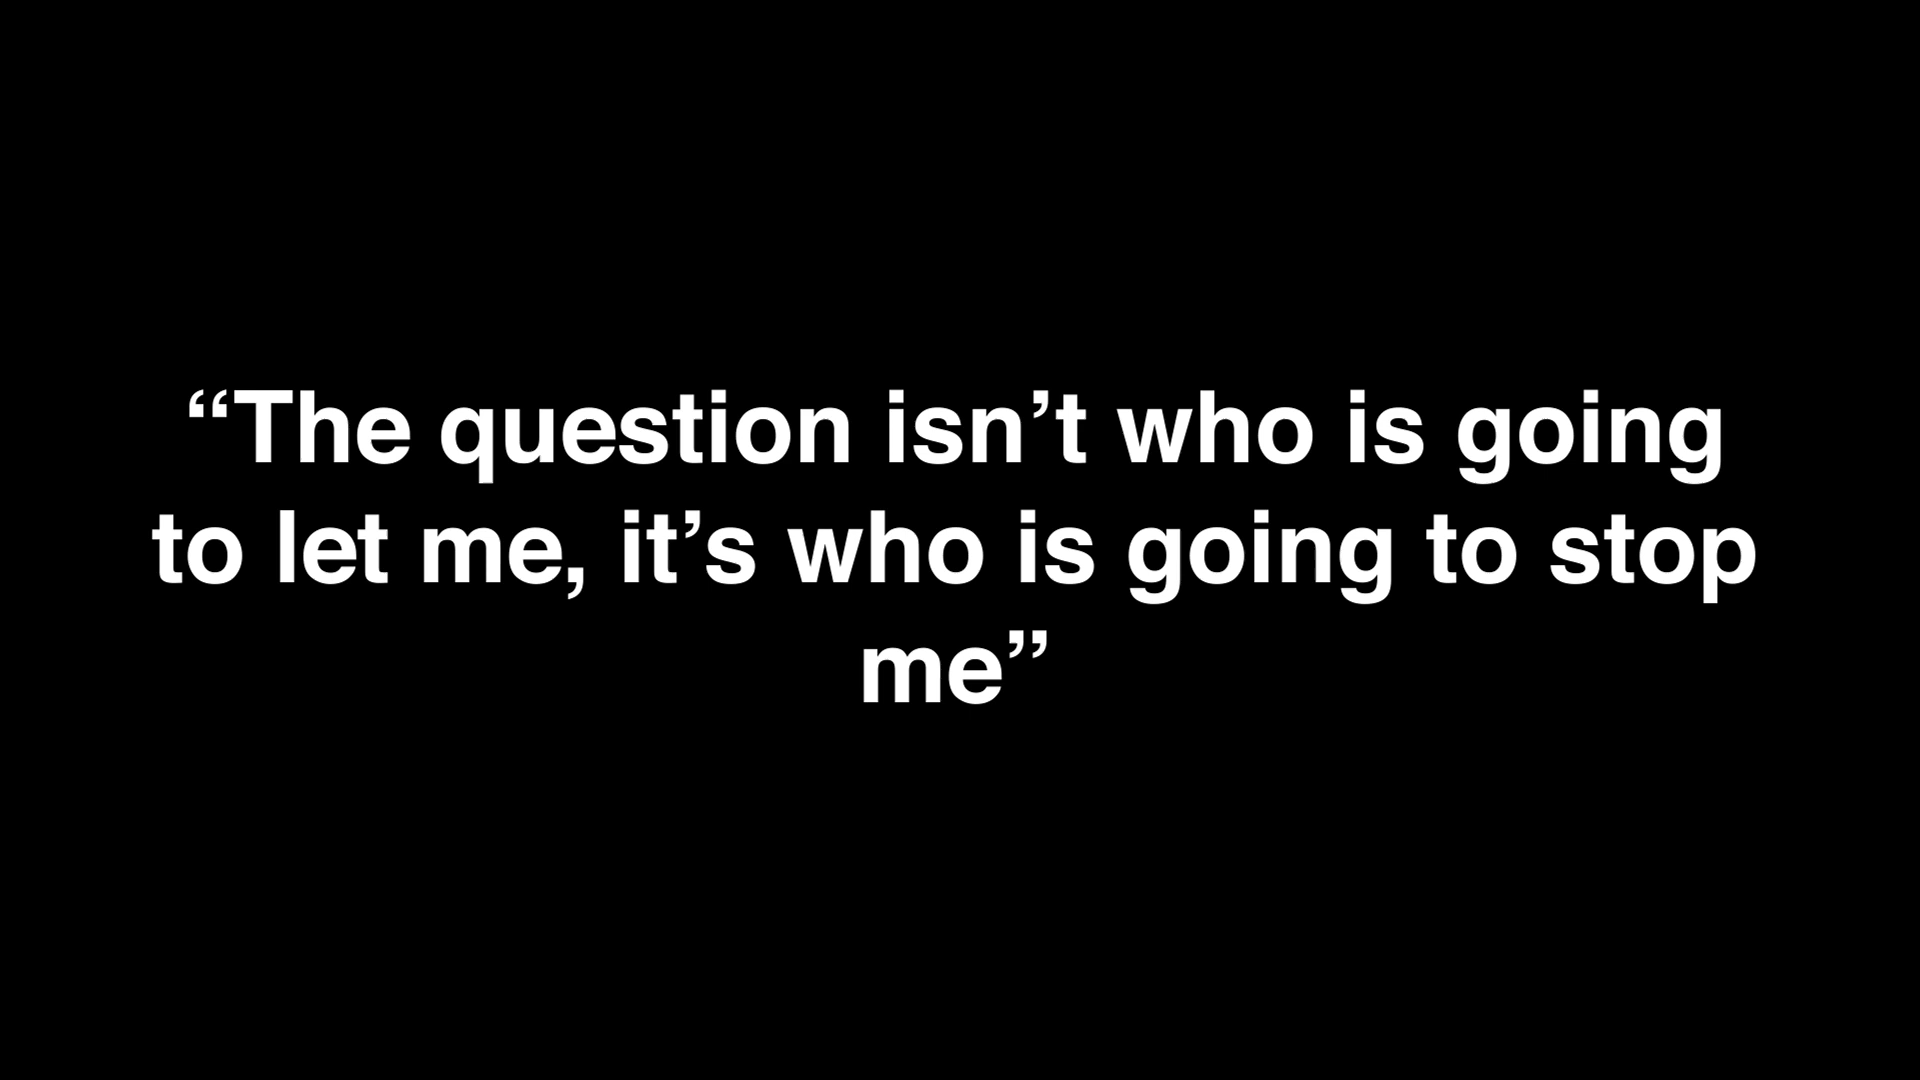 “The question isn’t who is going
to let me, it’s who is going to stop
me”